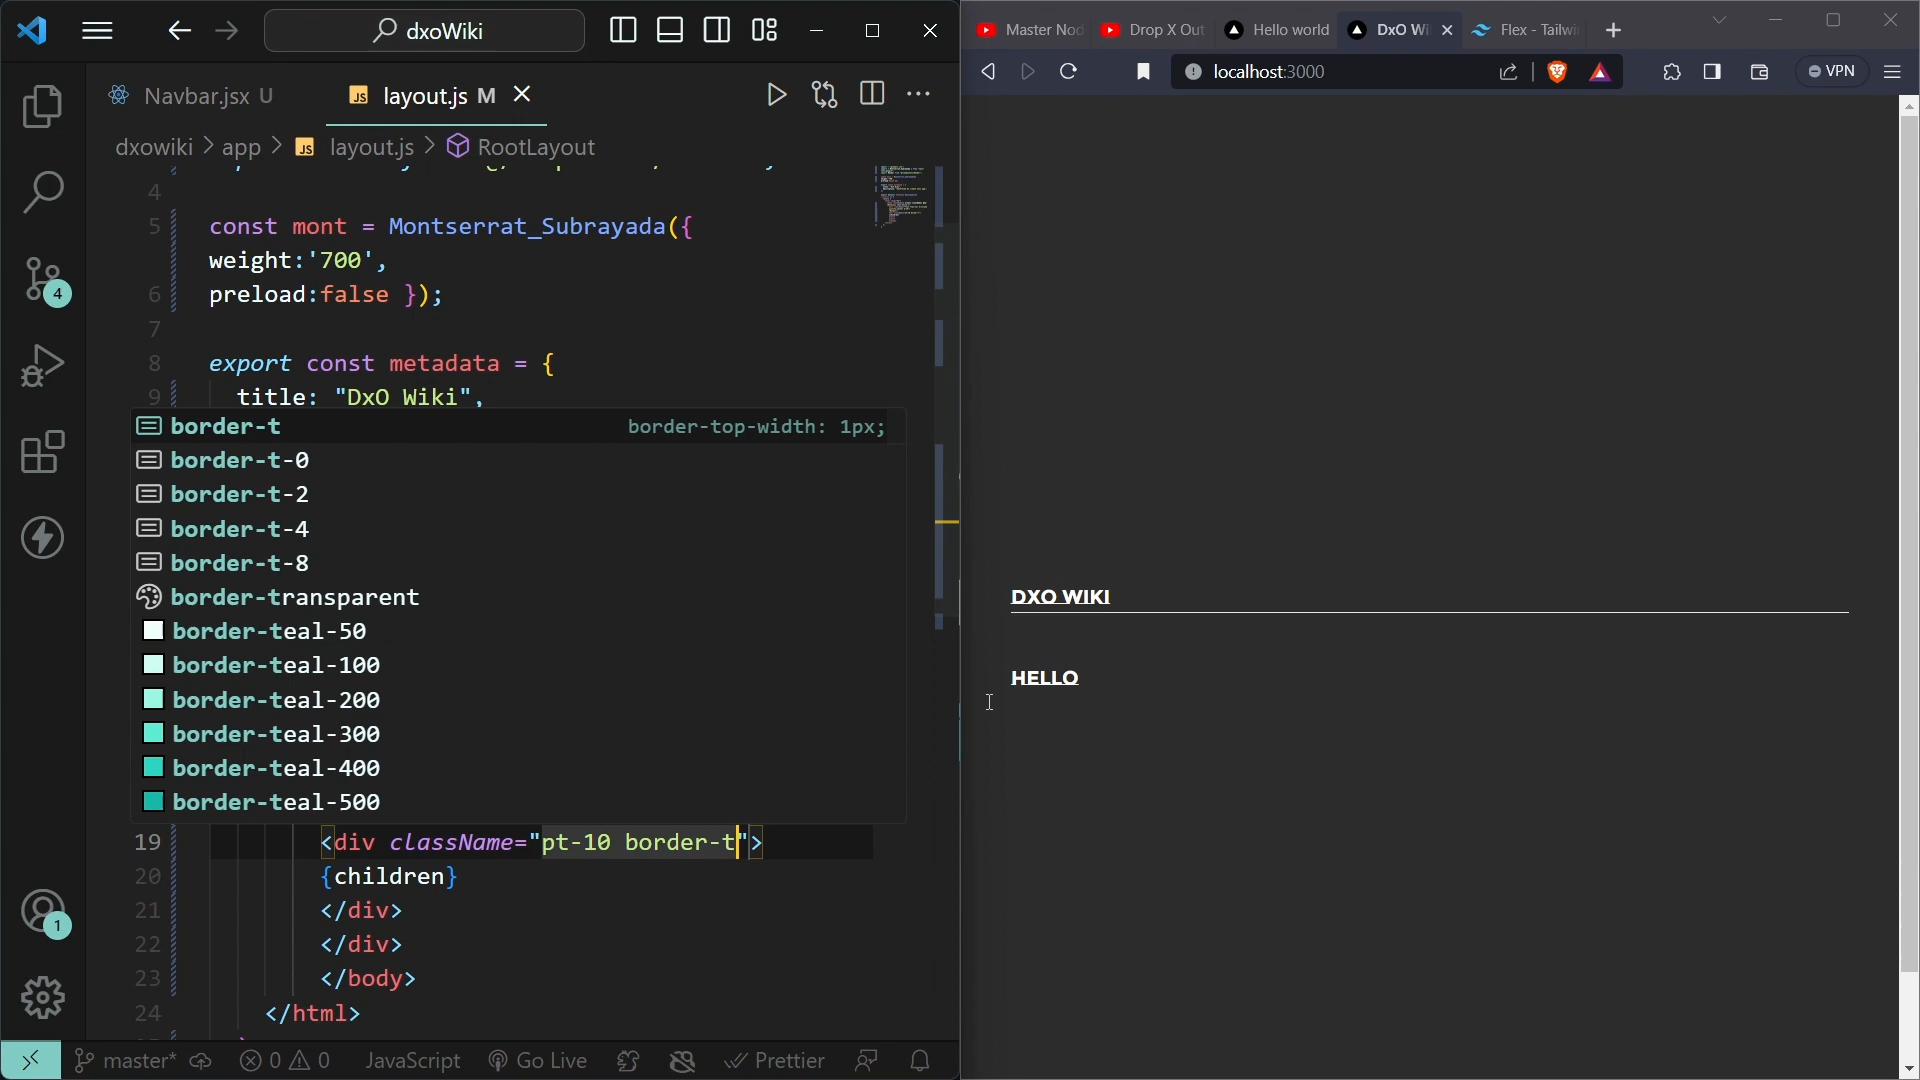 dxoWiki
Navbar.jsx U
JS layout.js M
dxowiki > app > JS layout.js > RootLayout
4
5 const mont = Montserrat_Subrayada({
weight:'700',
6 preload:false });
7
8 export const metadata = {
9 title: "DxO Wiki",
border-t border-top-width: 1px;
border-t-0
border-t-2
border-t-4
border-t-8
border-transparent
border-teal-50
border-teal-100
border-teal-200
border-teal-300
border-teal-400
border-teal-500
19 <div className="pt-10 border-t">
20 {children}
21 </div>
22 </div>
23 </body>
24 </html>
4
1
master* 0 0 JavaScript Go Live Prettier
Master Nod
Drop X Out
Hello world
DxO Wi
Flex - Tailwi
localhost:3000
VPN
DXO WIKI
HELLO